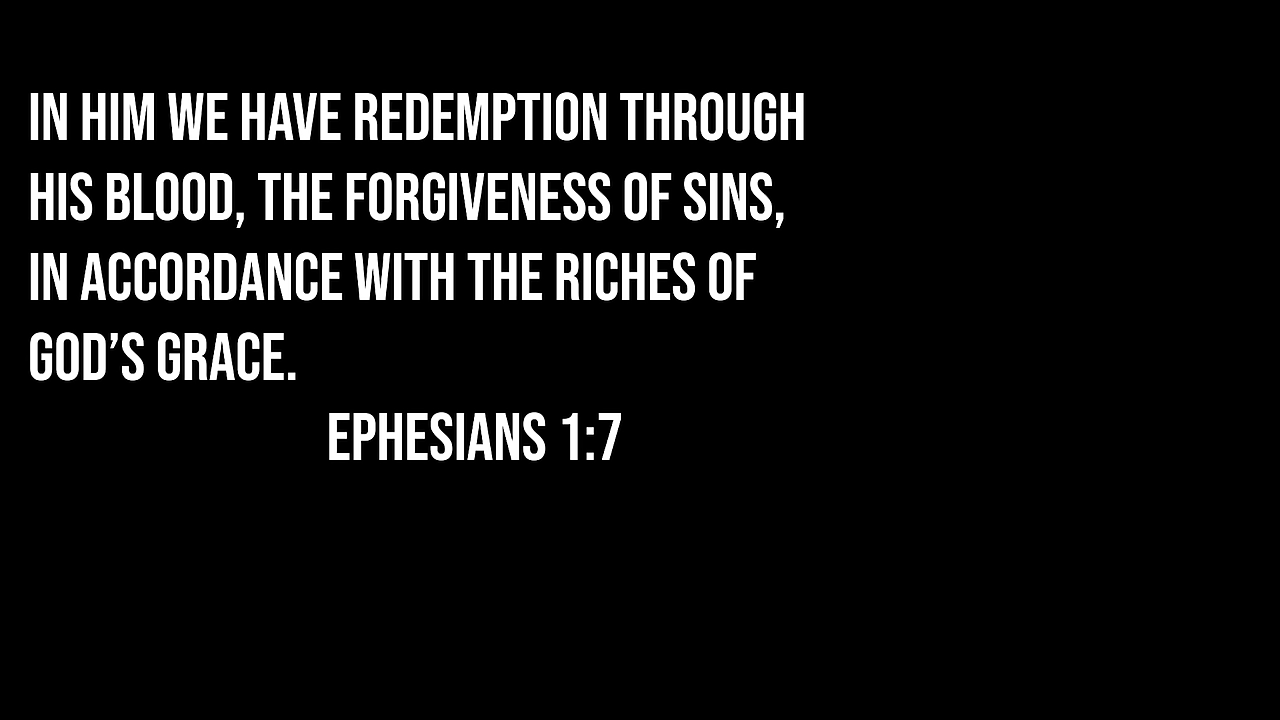 IN HIM WE HAVE REDEMPTION THROUGH
HIS BLOOD, THE FORGIVENESS OF SINS,
IN ACCORDANCE WITH THE RICHES OF
GOD’S GRACE.
EPHESIANS 1:7